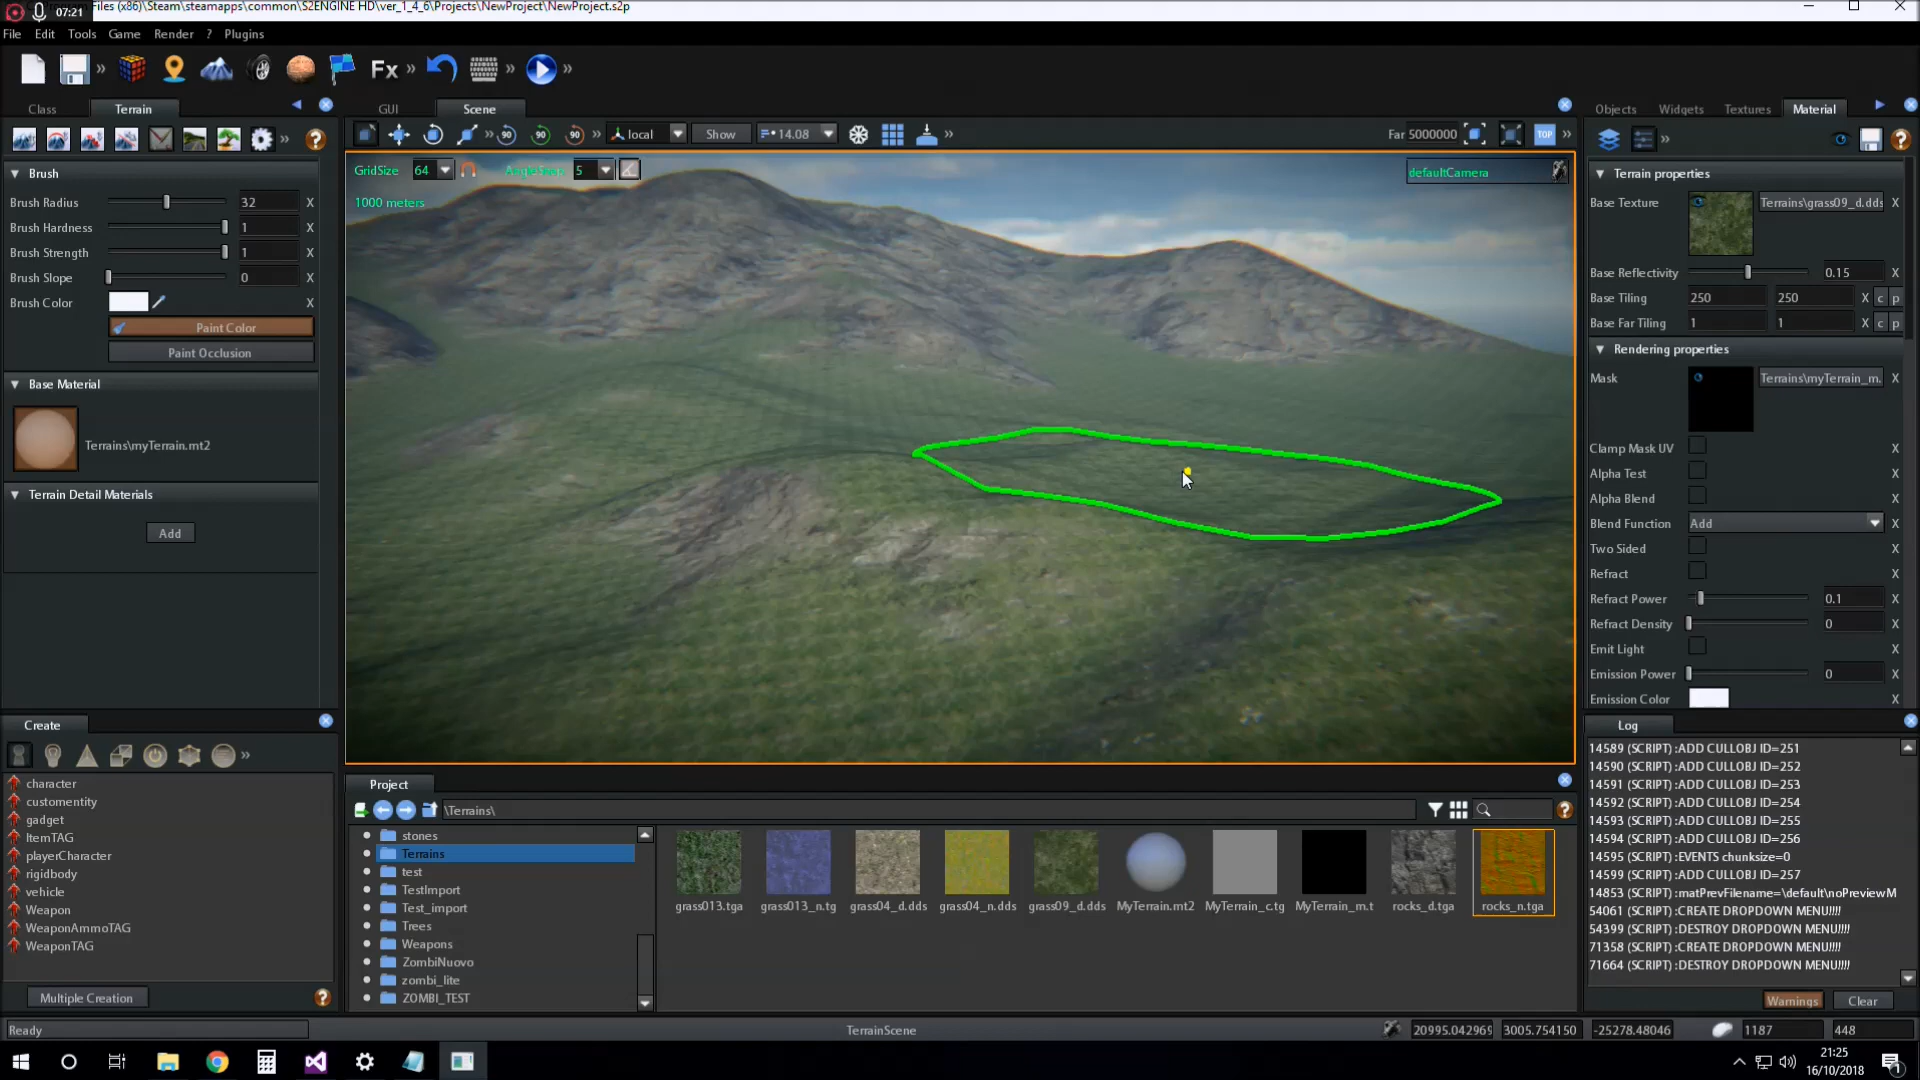 07:21
Files (x86)\Steam\steamapps\common\S2ENGINE HD\ver_1_4_6\Projects\NewProject\NewProject.s2p
File Edit Tools Game Render ? Plugins
Fx
Class Terrain
Brush
Brush Radius 32 X
Brush Hardness 1 X
Brush Strength 1 X
Brush Slope 0 X
Brush Color X
Paint Color
Paint Occlusion
Base Material
Terrains\myTerrain.mt2
Terrain Detail Materials
Add
GUI Scene
90 90 90 local Show 14.08 Far 5000000 TOP
GridSize 64 5 defaultCamera
1000 meters
Objects Widgets Textures Material
Terrain properties
Base Texture Terrains\grass09_d.dds X
Base Reflectivity 0.15 X
Base Tiling 250 250 X c p
Base Far Tiling 1 1 X c p
Rendering properties
Mask Terrains\myTerrain_m. X
Clamp Mask UV X
Alpha Test X
Alpha Blend X
Blend Function Add X
Two Sided X
Refract X
Refract Power 0.1 X
Refract Density 0 X
Emit Light X
Emission Power 0 X
Emission Color
Create
character
customentity
gadget
ItemTAG
playerCharacter
rigidbody
vehicle
Weapon
WeaponAmmoTAG
WeaponTAG
Multiple Creation
Project
\Terrains\
stones
Terrains
test
TestImport
Test_import
Trees
Weapons
ZombiNuovo
zombi_lite
ZOMBI_TEST
grass013.tga grass013_n.tg grass04_d.dds grass04_n.dds grass09_d.dds MyTerrain.mt2 MyTerrain_c.tg MyTerrain_m.t rocks_d.tga rocks_n.tga
Log
14589 (SCRIPT) :ADD CULLOBJ ID=251
14590 (SCRIPT) :ADD CULLOBJ ID=252
14591 (SCRIPT) :ADD CULLOBJ ID=253
14592 (SCRIPT) :ADD CULLOBJ ID=254
14593 (SCRIPT) :ADD CULLOBJ ID=255
14594 (SCRIPT) :ADD CULLOBJ ID=256
14595 (SCRIPT) :EVENTS chunksize=0
14599 (SCRIPT) :ADD CULLOBJ ID=257
14853 (SCRIPT) :matPrevFilename=\default\noPreviewM
54061 (SCRIPT) :CREATE DROPDOWN MENU!!!!
54399 (SCRIPT) :DESTROY DROPDOWN MENU!!!!
71358 (SCRIPT) :CREATE DROPDOWN MENU!!!!
71664 (SCRIPT) :DESTROY DROPDOWN MENU!!!!
Warnings Clear
Ready TerrainScene 20995.042969 3005.754150 -25278.48046 1187 448
21:25
16/10/2018